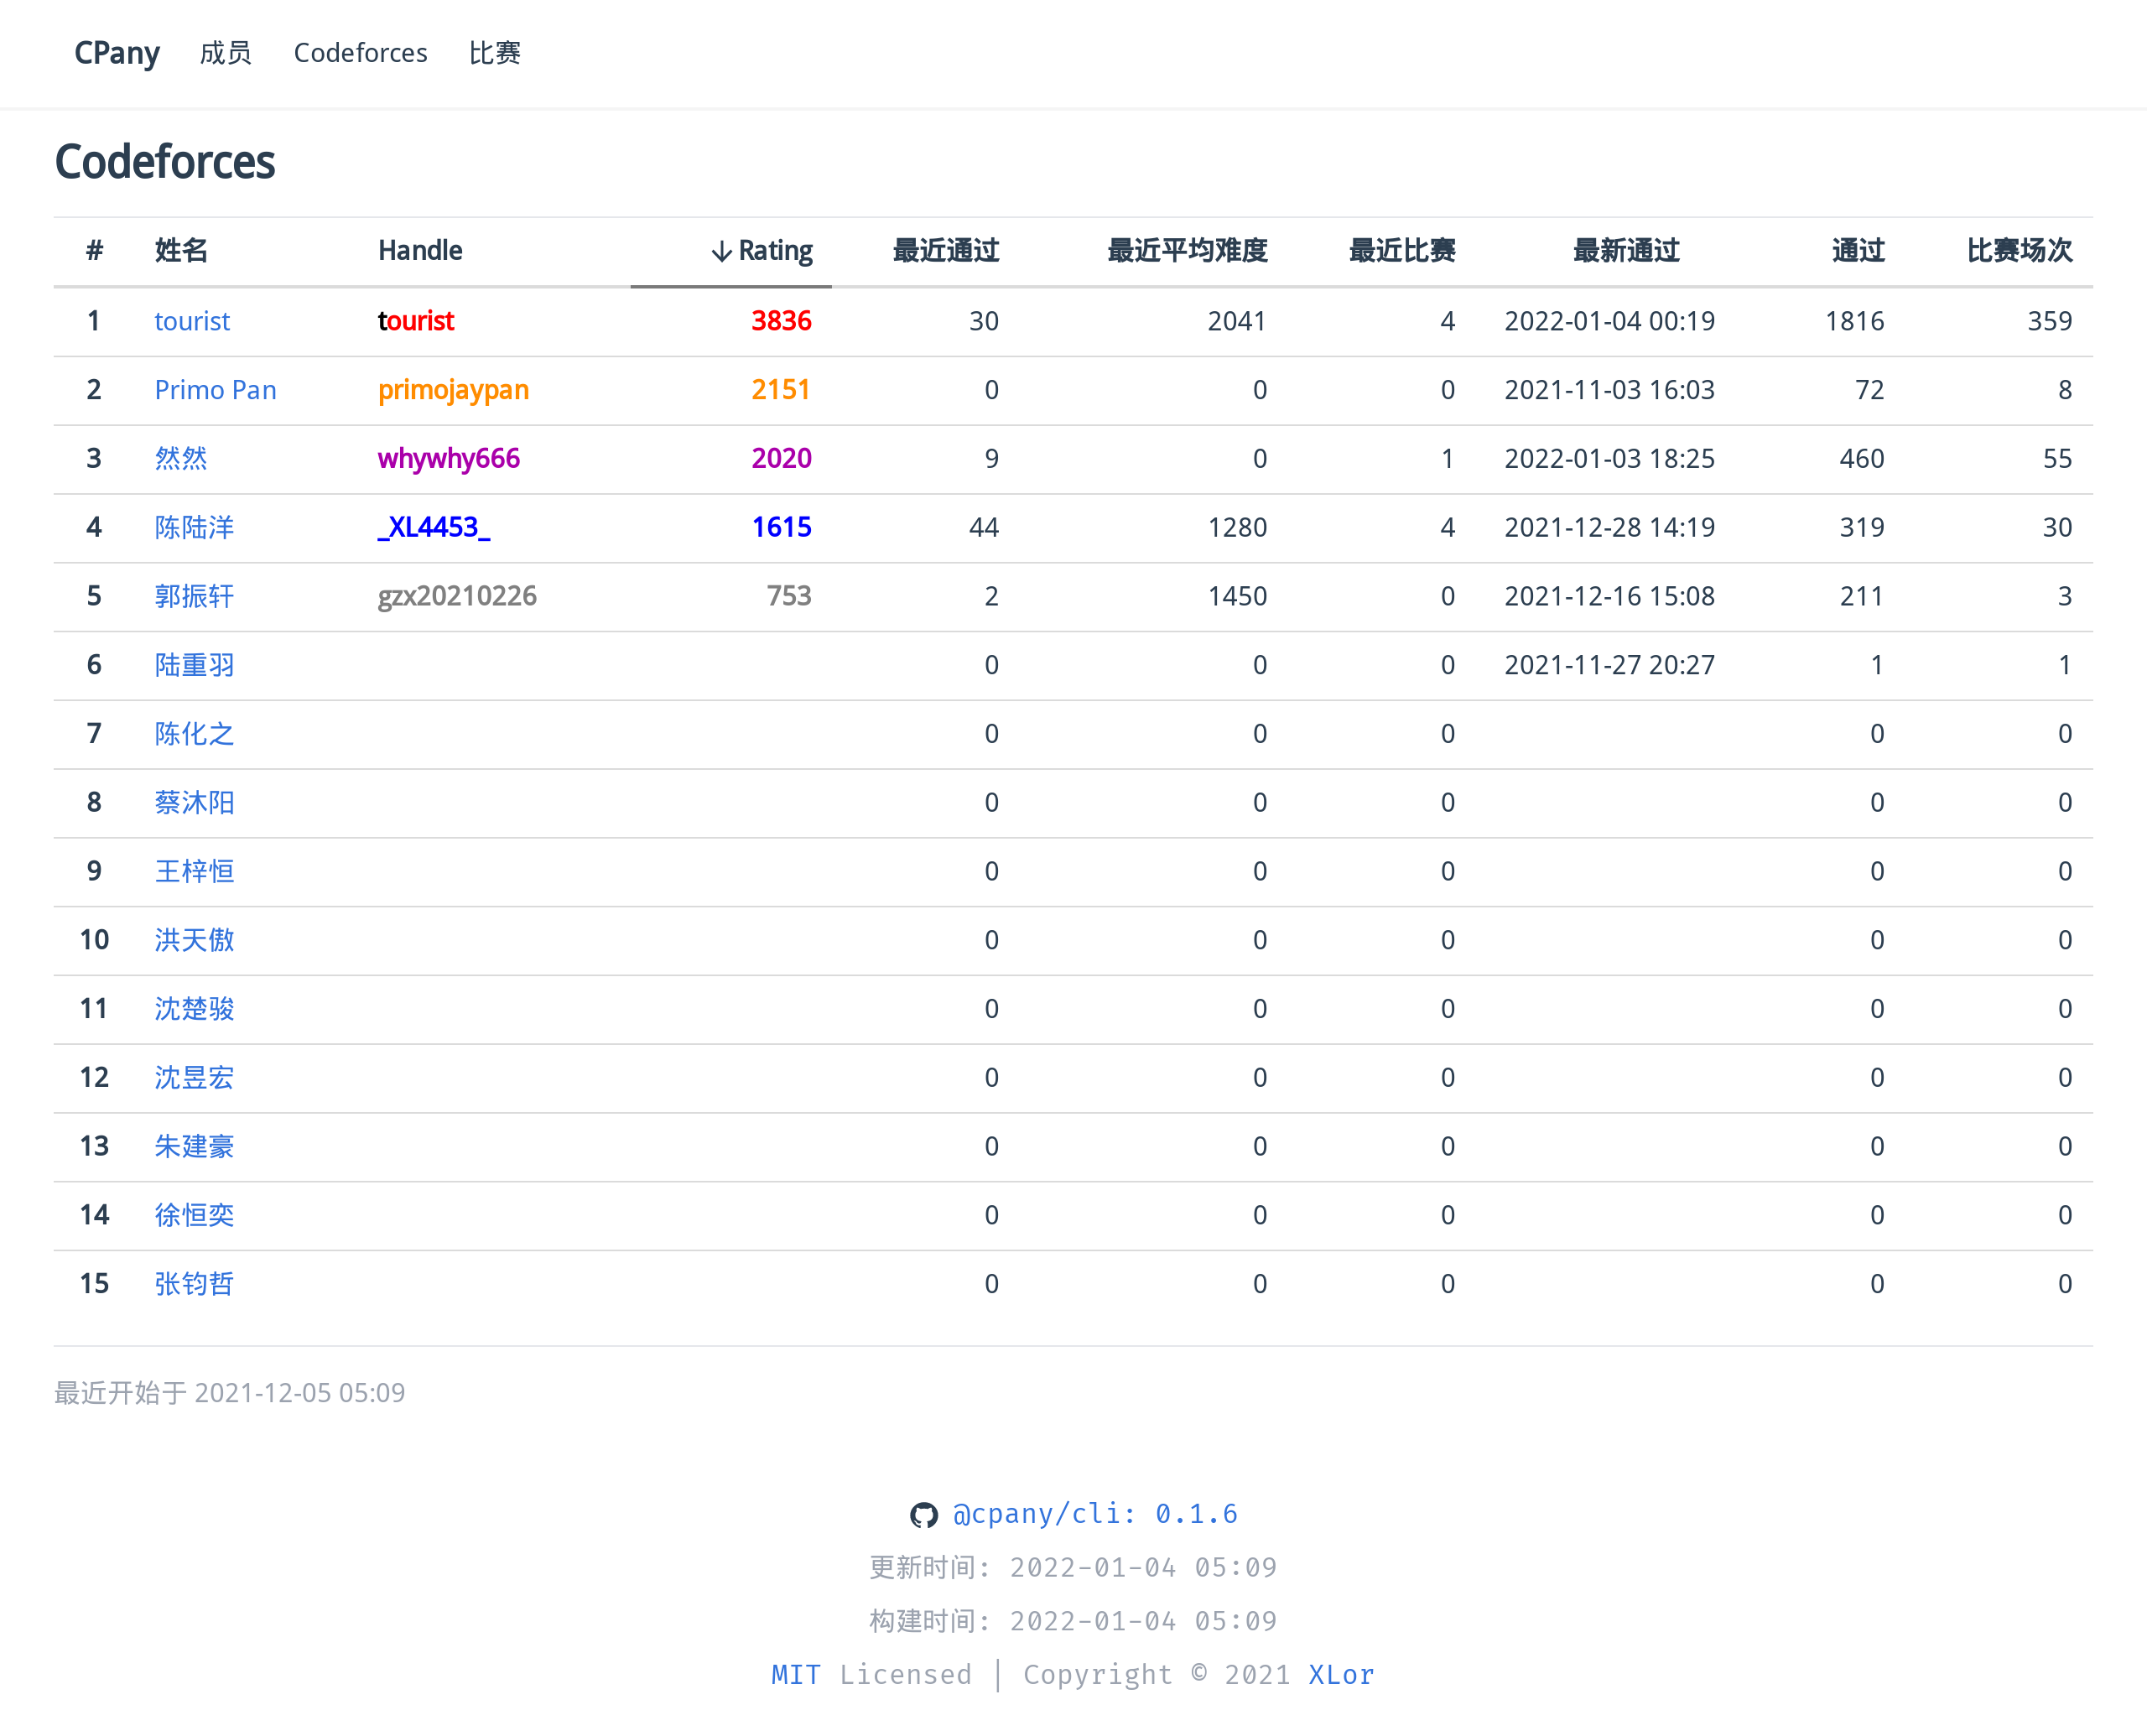 CPany 成员 Codeforces 比赛
Codeforces
# 姓名 Handle ↓ Rating 最近通过 最近平均难度 最近比赛 最新通过 通过 比赛场次
1 tourist tourist 3836 30 2041 4 2022-01-04 00:19 1816 359
2 Primo Pan primojaypan 2151 0 0 0 2021-11-03 16:03 72 8
3 然然 whywhy666 2020 9 0 1 2022-01-03 18:25 460 55
4 陈陆洋 _XL4453_ 1615 44 1280 4 2021-12-28 14:19 319 30
5 郭振轩 gzx20210226 753 2 1450 0 2021-12-16 15:08 211 3
6 陆重羽 0 0 0 2021-11-27 20:27 1 1
7 陈化之 0 0 0 0 0
8 蔡沐阳 0 0 0 0 0
9 王梓恒 0 0 0 0 0
10 洪天傲 0 0 0 0 0
11 沈楚骏 0 0 0 0 0
12 沈昱宏 0 0 0 0 0
13 朱建豪 0 0 0 0 0
14 徐恒奕 0 0 0 0 0
15 张钧哲 0 0 0 0 0
最近开始于 2021-12-05 05:09
@cpany/cli: 0.1.6
更新时间: 2022-01-04 05:09
构建时间: 2022-01-04 05:09
MIT Licensed | Copyright © 2021 XLor